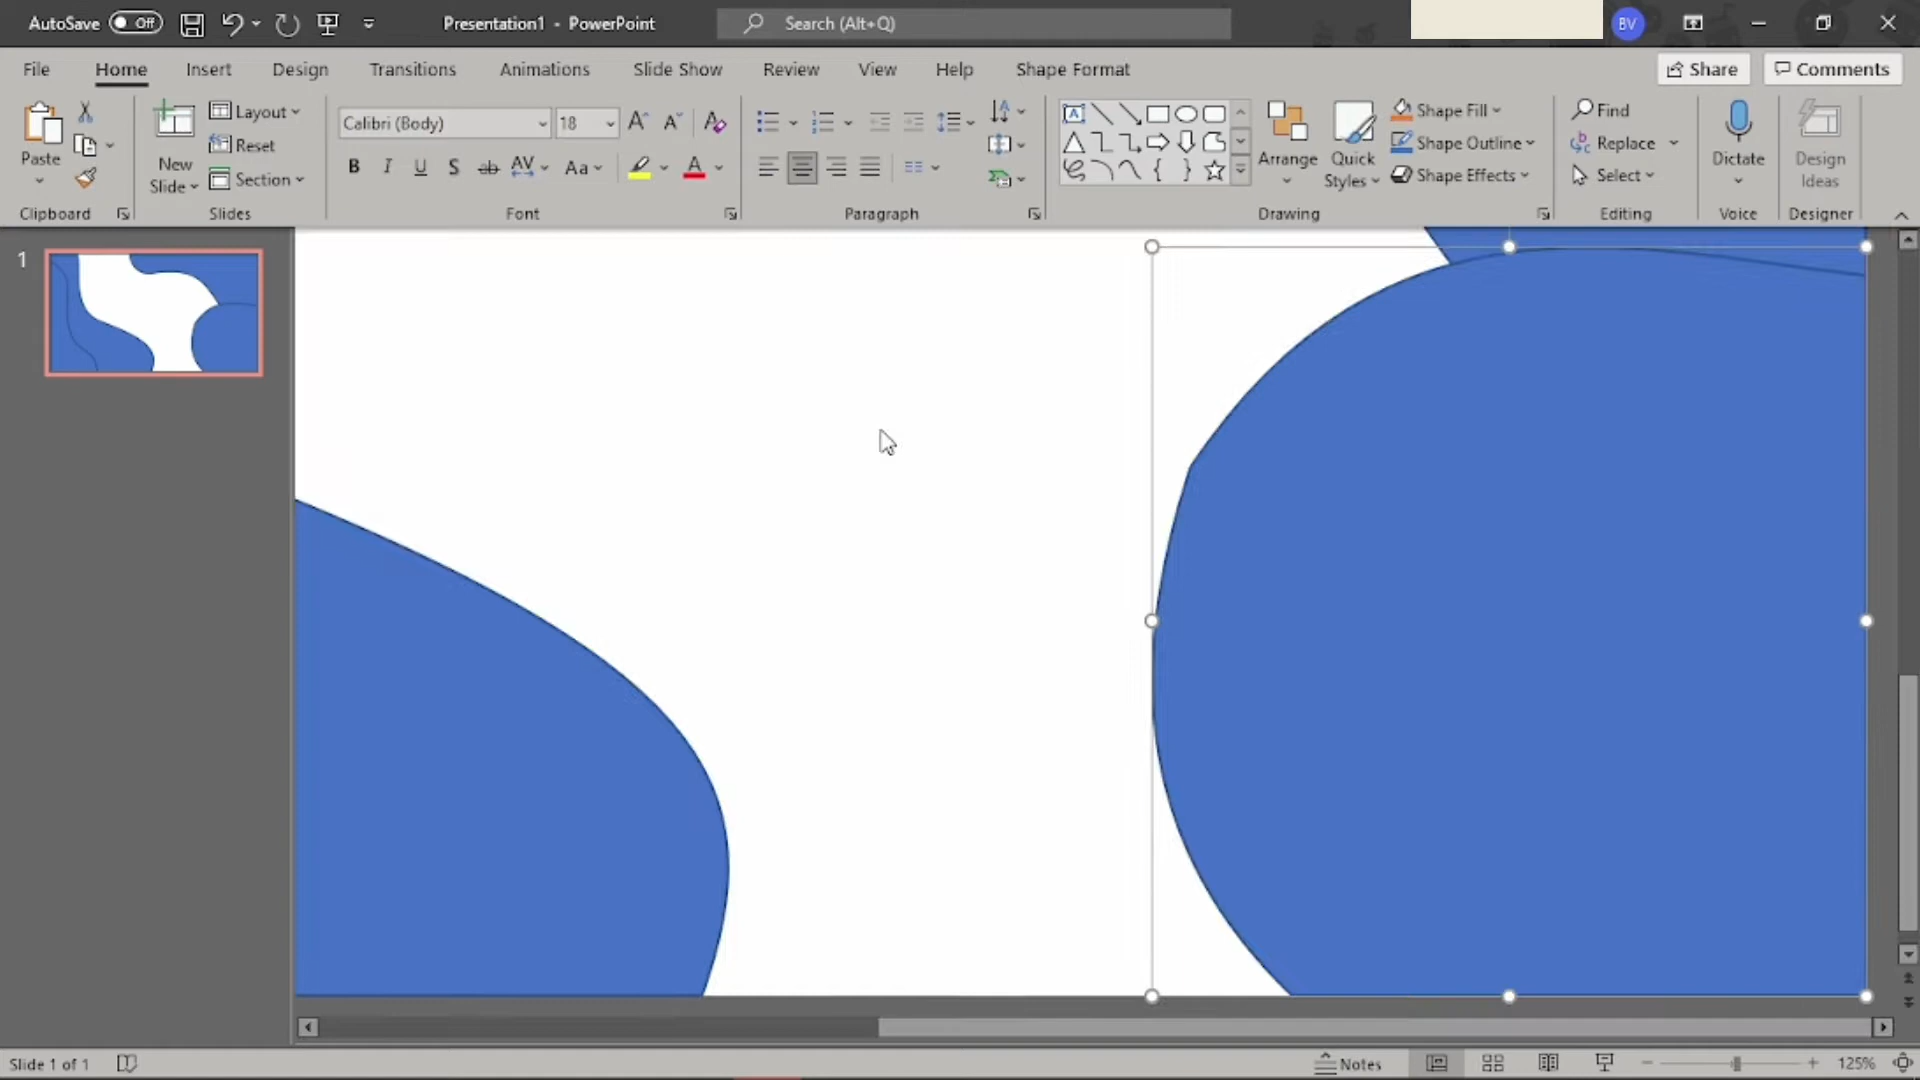 AutoSave Off Presentation1 - PowerPoint Search (Alt+Q) BV
File Home Insert Design Transitions Animations Slide Show Review View Help Shape Format Share Comments
Paste
New Slide
Layout
Reset
Section
Calibri (Body) 18
B I U S ab AV Aa A
Arrange
Quick Styles
Shape Fill
Shape Outline
Shape Effects
Find
Replace
Select
Dictate
Design Ideas
Clipboard Slides Font Paragraph Drawing Editing Voice Designer
1
Slide 1 of 1 Notes 125%